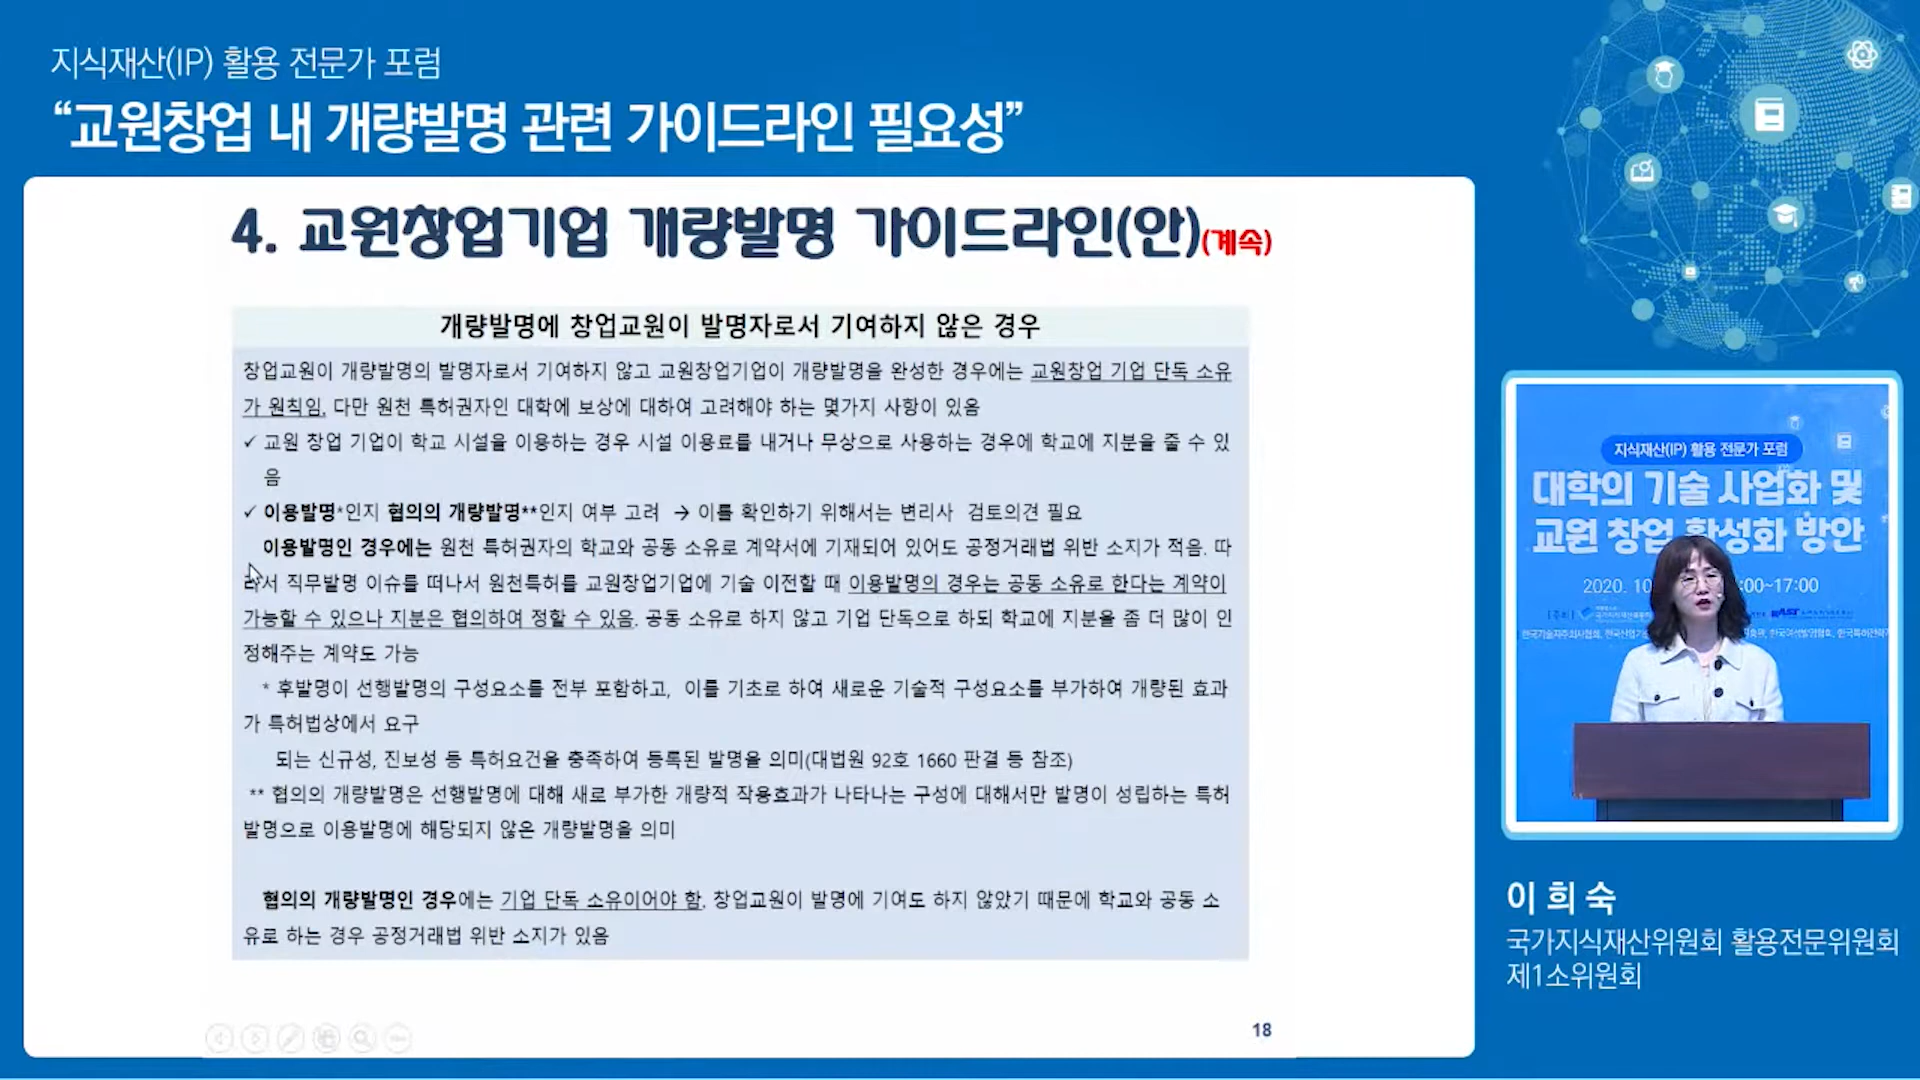 지식재산(IP) 활용 전문가 포럼
“교원창업 내 개량발명 관련 가이드라인 필요성”
4. 교원창업기업 개량발명 가이드라인(안)(계속)
개량발명에 창업교원이 발명자로서 기여하지 않은 경우
창업교원이 개량발명의 발명자로서 기여하지 않고 교원창업기업이 개량발명을 완성한 경우에는 교원창업 기업 단독 소유
가 원칙임, 다만 원천 특허권자인 대학에 보상에 대하여 고려해야 하는 몇가지 사항이 있음
✓ 교원 창업 기업이 학교 시설을 이용하는 경우 시설 이용료를 내거나 무상으로 사용하는 경우에 학교에 지분을 줄 수 있
음
✓ 이용발명*인지 협의의 개량발명**인지 여부 고려 → 이를 확인하기 위해서는 변리사 검토의견 필요
이용발명인 경우에는 원천 특허권자의 학교와 공동 소유로 계약서에 기재되어 있어도 공정거래법 위반 소지가 적음. 따
라서 직무발명 이슈를 떠나서 원천특허를 교원창업기업에 기술 이전할 때 이용발명의 경우는 공동 소유로 한다는 계약이
가능할 수 있으나 지분은 협의하여 정할 수 있음. 공동 소유로 하지 않고 기업 단독으로 하되 학교에 지분을 좀 더 많이 인
정해주는 계약도 가능
* 후발명이 선행발명의 구성요소를 전부 포함하고, 이를 기초로 하여 새로운 기술적 구성요소를 부가하여 개량된 효과
가 특허법상에서 요구
되는 신규성, 진보성 등 특허요건을 충족하여 등록된 발명을 의미(대법원 92호 1660 판결 등 참조)
** 협의의 개량발명은 선행발명에 대해 새로 부가한 개량적 작용효과가 나타나는 구성에 대해서만 발명이 성립하는 특허
발명으로 이용발명에 해당되지 않은 개량발명을 의미
협의의 개량발명인 경우에는 기업 단독 소유이어야 함. 창업교원이 발명에 기여도 하지 않았기 때문에 학교와 공동 소
유로 하는 경우 공정거래법 위반 소지가 있음
18
지식재산(IP) 활용 전문가 포럼
대학의 기술 사업화 및
교원 창업 활성화 방안
2020. 10 :00~17:00
이 희 숙
국가지식재산위원회 활용전문위원회
제1소위원회